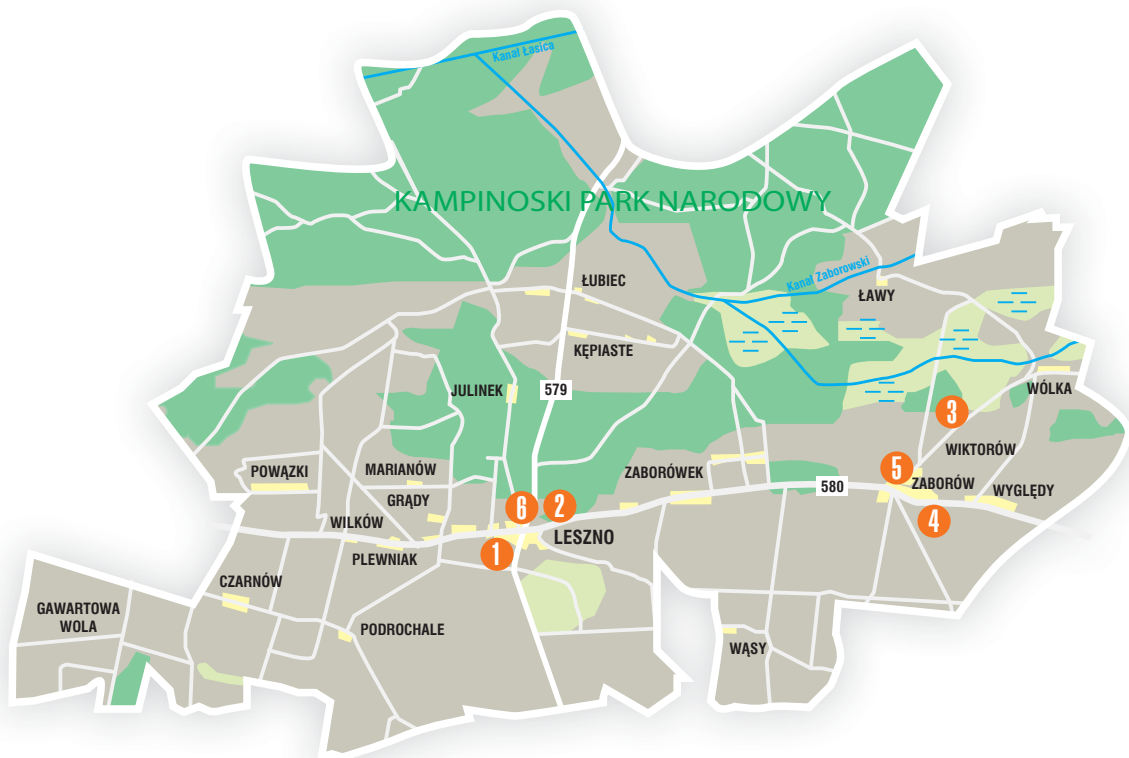 Kanał Łasica
KAMPINOSKI PARK NARODOWY
Kanał Zaborowski
ŁUBIEC
ŁAWY
KĘPIASTE
JULINEK
579
WÓLKA
3
WIKTORÓW
POWĄZKI
MARIANÓW
ZABORÓWEK
5
ZABORÓW
580
WYGLĘDY
GRĄDY
6
2
4
WILKÓW
LESZNO
1
PLEWNIAK
CZARNÓW
GAWARTOWA
WOLA
PODROCHALE
WĄSY